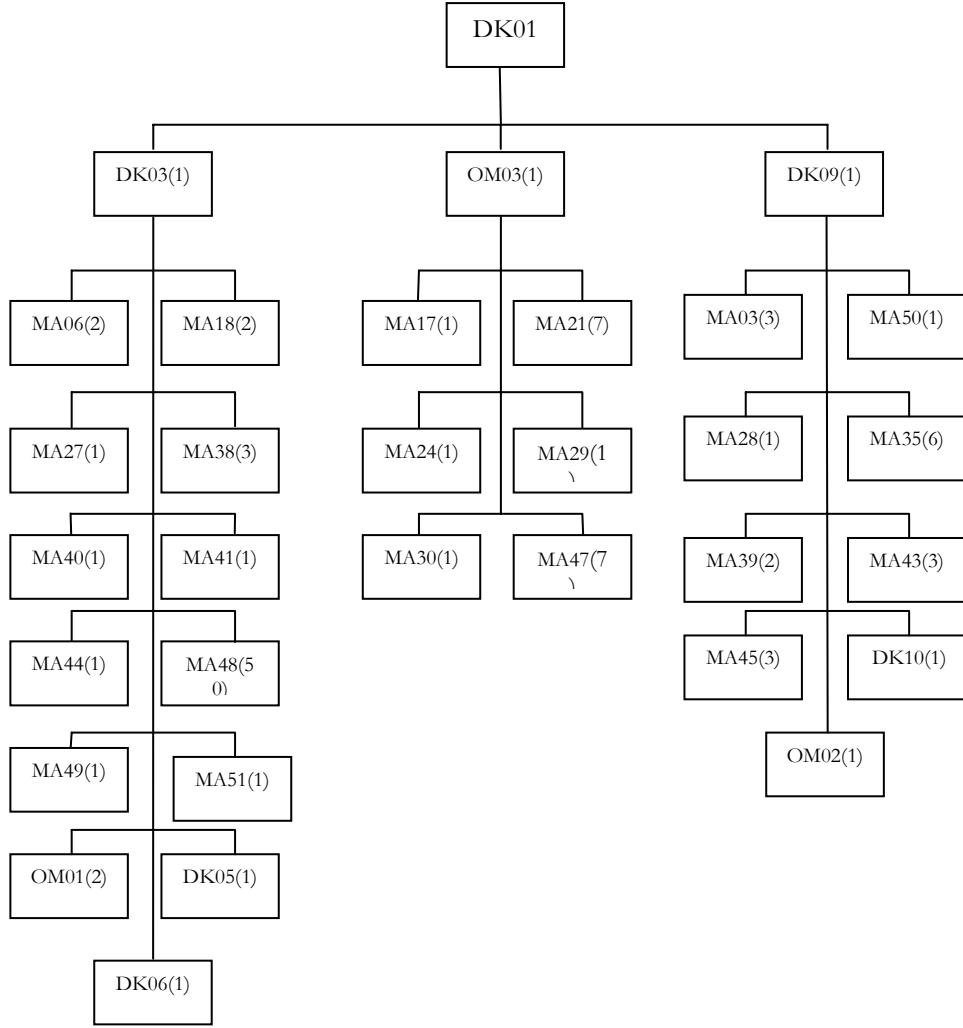 DK01
DK03(1)
OM03(1)
DK09(1)
MA06(2)
MA18(2)
MA17(1)
MA21(7)
MA03(3)
MA50(1)
MA27(1)
MA38(3)
MA24(1)
MA29(1
)
MA28(1)
MA35(6)
MA40(1)
MA41(1)
MA30(1)
MA47(7
)
MA39(2)
MA43(3)
MA44(1)
MA48(5
0)
MA45(3)
DK10(1)
MA49(1)
MA51(1)
OM02(1)
OM01(2)
DK05(1)
DK06(1)